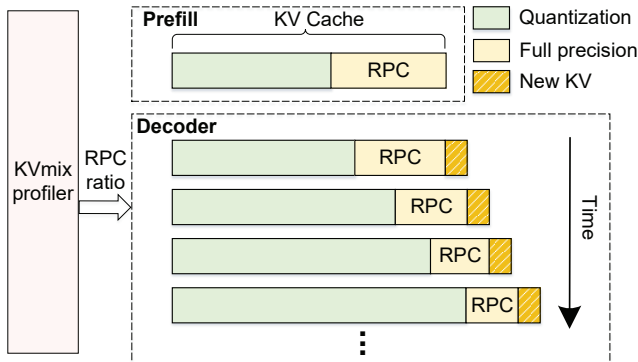 Prefill
KV Cache
RPC
Quantization
Full precision
New KV
KVmix
profiler
RPC
ratio
Decoder
RPC
RPC
RPC
RPC
Time